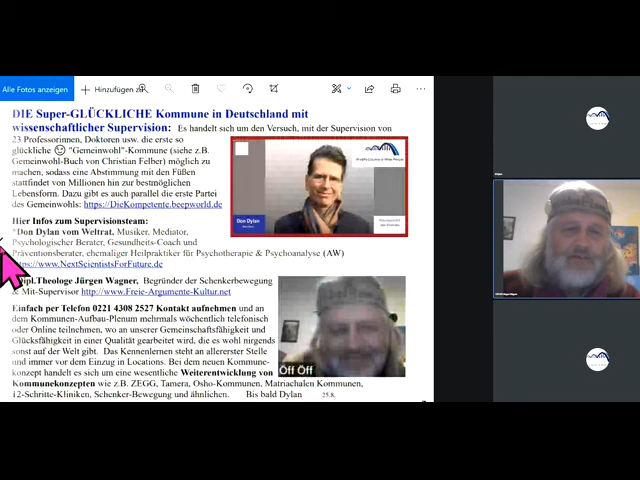 Alle Fotos anzeigen
Hinzufügen zu
DIE Super-GLÜCKLICHE Kommune in Deutschland mit
wissenschaftlicher Supervision: Es handelt sich um den Versuch, mit der Supervision von
23 Professorinnen, Doktoren usw. die erste so
glückliche "Gemeinwohl"-Kommune (siehe z.B.
Gemeinwohl-Buch von Christian Felber) möglich zu
machen, sodass eine Abstimmung mit den Füßen
stattfindet von Millionen hin zur bestmöglichen
Lebensform. Dazu gibt es auch parallel die erste Partei
des Gemeinwohls: https://DieKompetente.beepworld.de
Don Dylan
Hier Infos zum Supervisionsteam:
*Don Dylan vom Weltrat, Musiker, Mediator,
Psychologischer Berater, Gesundheits-Coach und
Präventionsberater, ehemaliger Heilpraktiker für Psychotherapie & Psychoanalyse (AW)
ttps://www.NextScientistsForFuture.de
Dipl.Theologe Jürgen Wagner, Begründer der Schenkerbewegung
& Mit-Supervisor http://www.Freie-Argumente-Kultur.net
Einfach per Telefon 0221 4308 2527 Kontakt aufnehmen und an
dem Kommunen-Aufbau-Plenum mehrmals wöchentlich telefonisch
oder Online teilnehmen, wo an unserer Gemeinschaftsfähigkeit und
Glücksfähigkeit in einer Qualität gearbeitet wird, die es wohl nirgends
sonst auf der Welt gibt. Das Kennenlernen steht an allererster Stelle
und immer vor dem Einzug in Locations. Bei dem neuen Kommune-
konzept handelt es sich um eine wesentliche Weiterentwicklung von
Kommunekonzepten wie z.B. ZEGG, Tamera, Osho-Kommunen, Matriachalen Kommunen,
12-Schritte-Kliniken, Schenker-Bewegung und ähnlichen. Bis bald Dylan 25.8.
Öff Öff